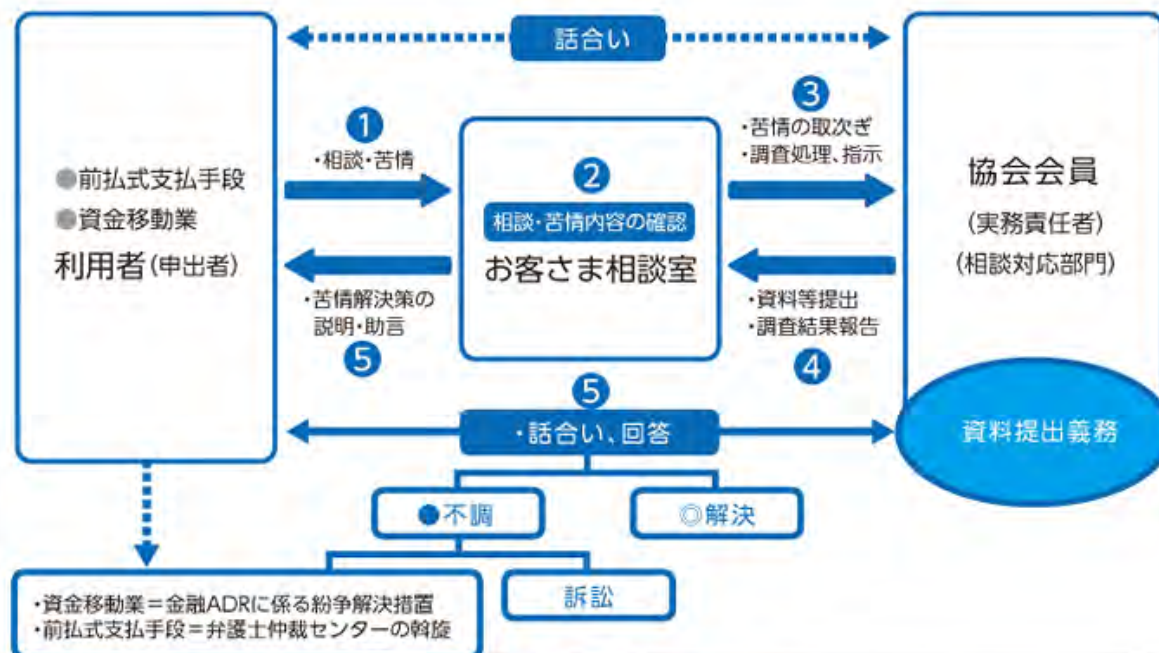 話合い
①
・相談・苦情
③
・苦情の取次ぎ
・調査処理、指示
●前払式支払手段
●資金移動業
利用者(申出者)
②
相談・苦情内容の確認
お客さま相談室
協会会員
(実務責任者)
(相談対応部門)
・苦情解決策の
説明・助言
⑤
・資料等提出
・調査結果報告
④
⑤
・話合い、回答
資料提出義務
●不調
◎解決
・資金移動業=金融ADRに係る紛争解決措置
・前払式支払手段=弁護士仲裁センターの斡旋
訴訟